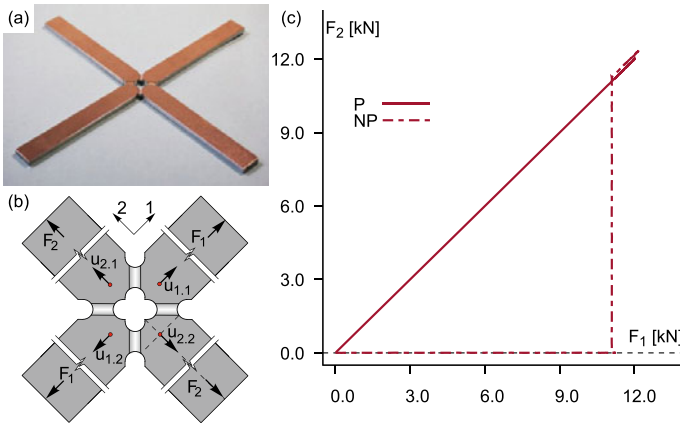 (a)
(b)
2 1
F2
F1
u2.1
u1.1
u1.2
u2.2
F1
F2
(c)
F2 [kN]
12.0
9.0
6.0
3.0
0.0
P
NP
F1 [kN]
0.0 3.0 6.0 9.0 12.0